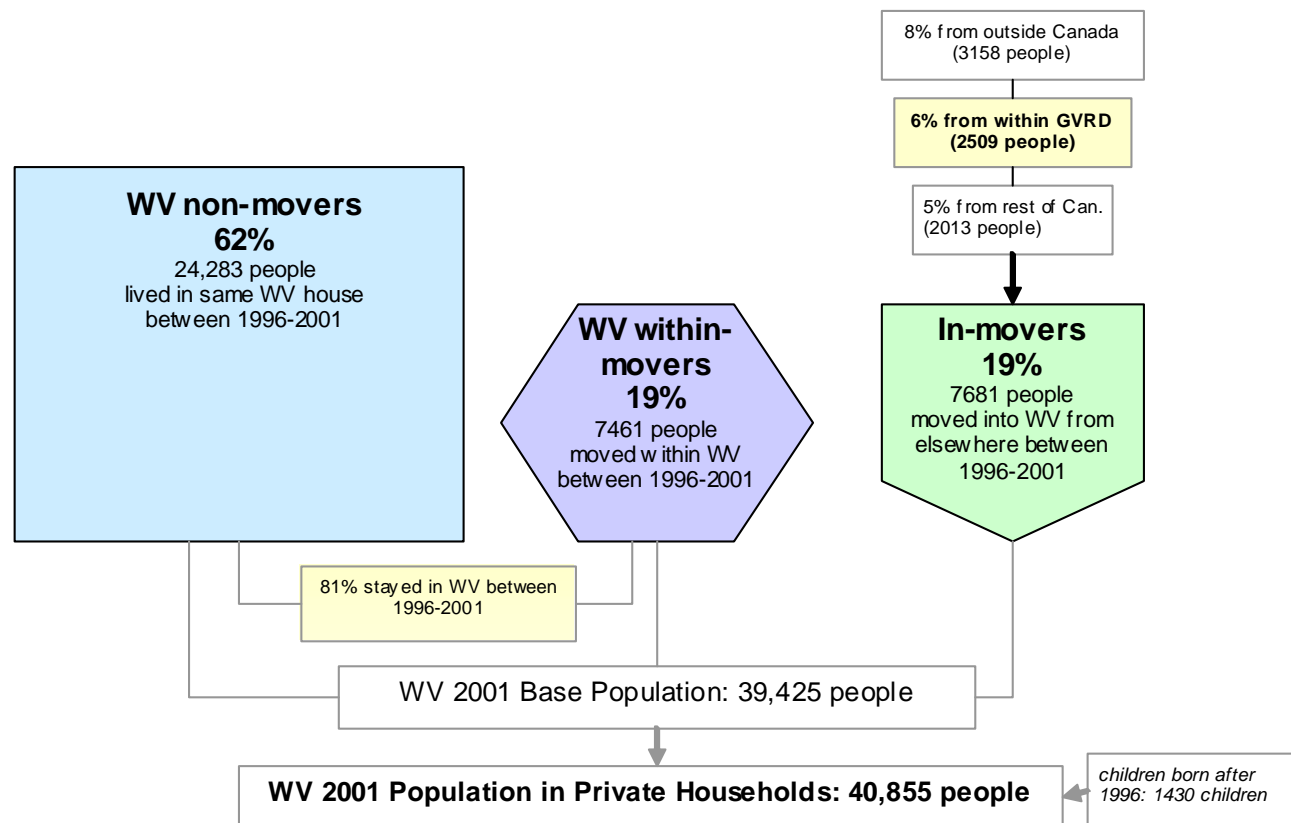 8% from outside Canada
(3158 people)
6% from within GVRD
(2509 people)
5% from rest of Can.
(2013 people)
WV non-movers
62%
24,283 people
lived in same WV house
between 1996-2001
WV within-
movers
19%
7461 people
moved within WV
between 1996-2001
In-movers
19%
7681 people
moved into WV from
elsewhere between
1996-2001
81% stayed in WV between
1996-2001
WV 2001 Base Population: 39,425 people
WV 2001 Population in Private Households: 40,855 people
children born after
1996: 1430 children